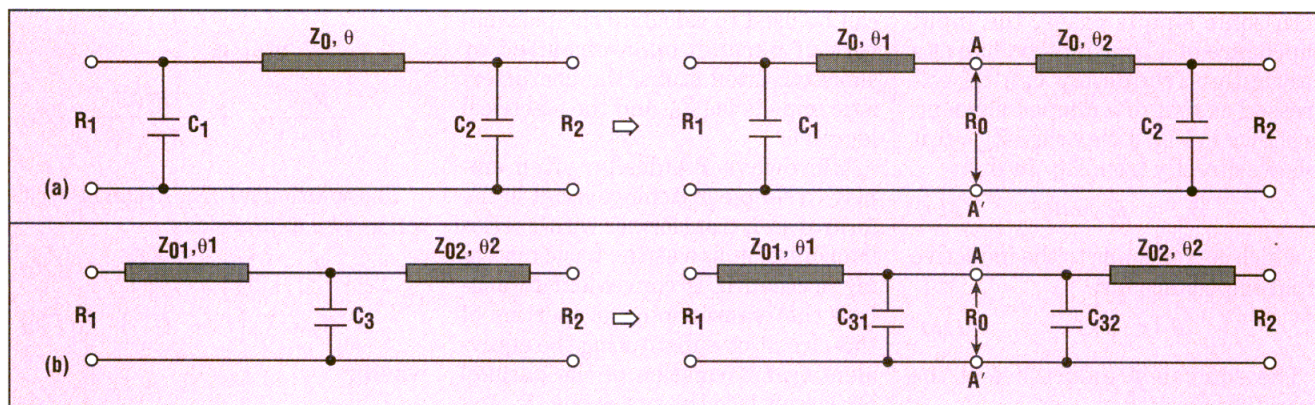 Z0, θ
Z0, θ1
A
Z0, θ2
R1
C1
C2
R2
⇨
R1
C1
R0
C2
R2
(a)
A'
Z01,θ1
Z02, θ2
Z01, θ1
A
Z02, θ2
R1
C3
R2
⇨
R1
C31
R0
C32
R2
(b)
A'